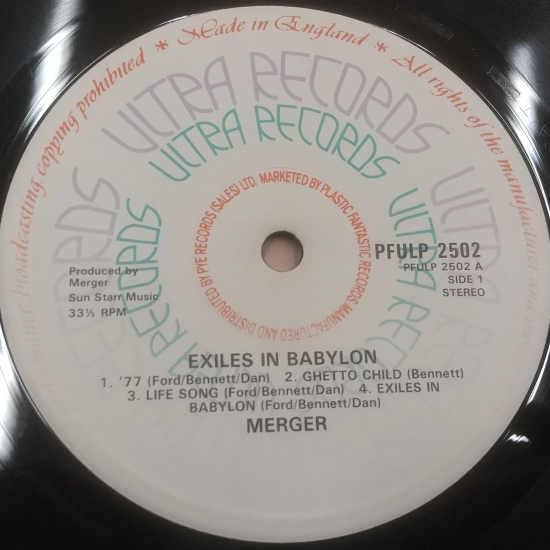 performance, broadcasting, copying prohibited * Made in England * All rights of the manufacturer and
ULTRA RECORDS
ULTRA
ULTRA RECORDS
ULTRA
RECORDS
RECORDS
MANUFACTURED AND DISTRIBUTED BY PYE RECORDS (SALES) LTD. MARKETED BY PLASTIC FANTASTIC RECORDS
PFULP 2502
PFULP 2502 A
SIDE 1
STEREO
Produced by
Merger
Sun Starr Music
33⅓ RPM
EXILES IN BABYLON
1. '77 (Ford/Bennett/Dan) 2. GHETTO CHILD (Bennett)
3. LIFE SONG (Ford/Bennett/Dan) 4. EXILES IN
BABYLON (Ford/Bennett/Dan)
MERGER